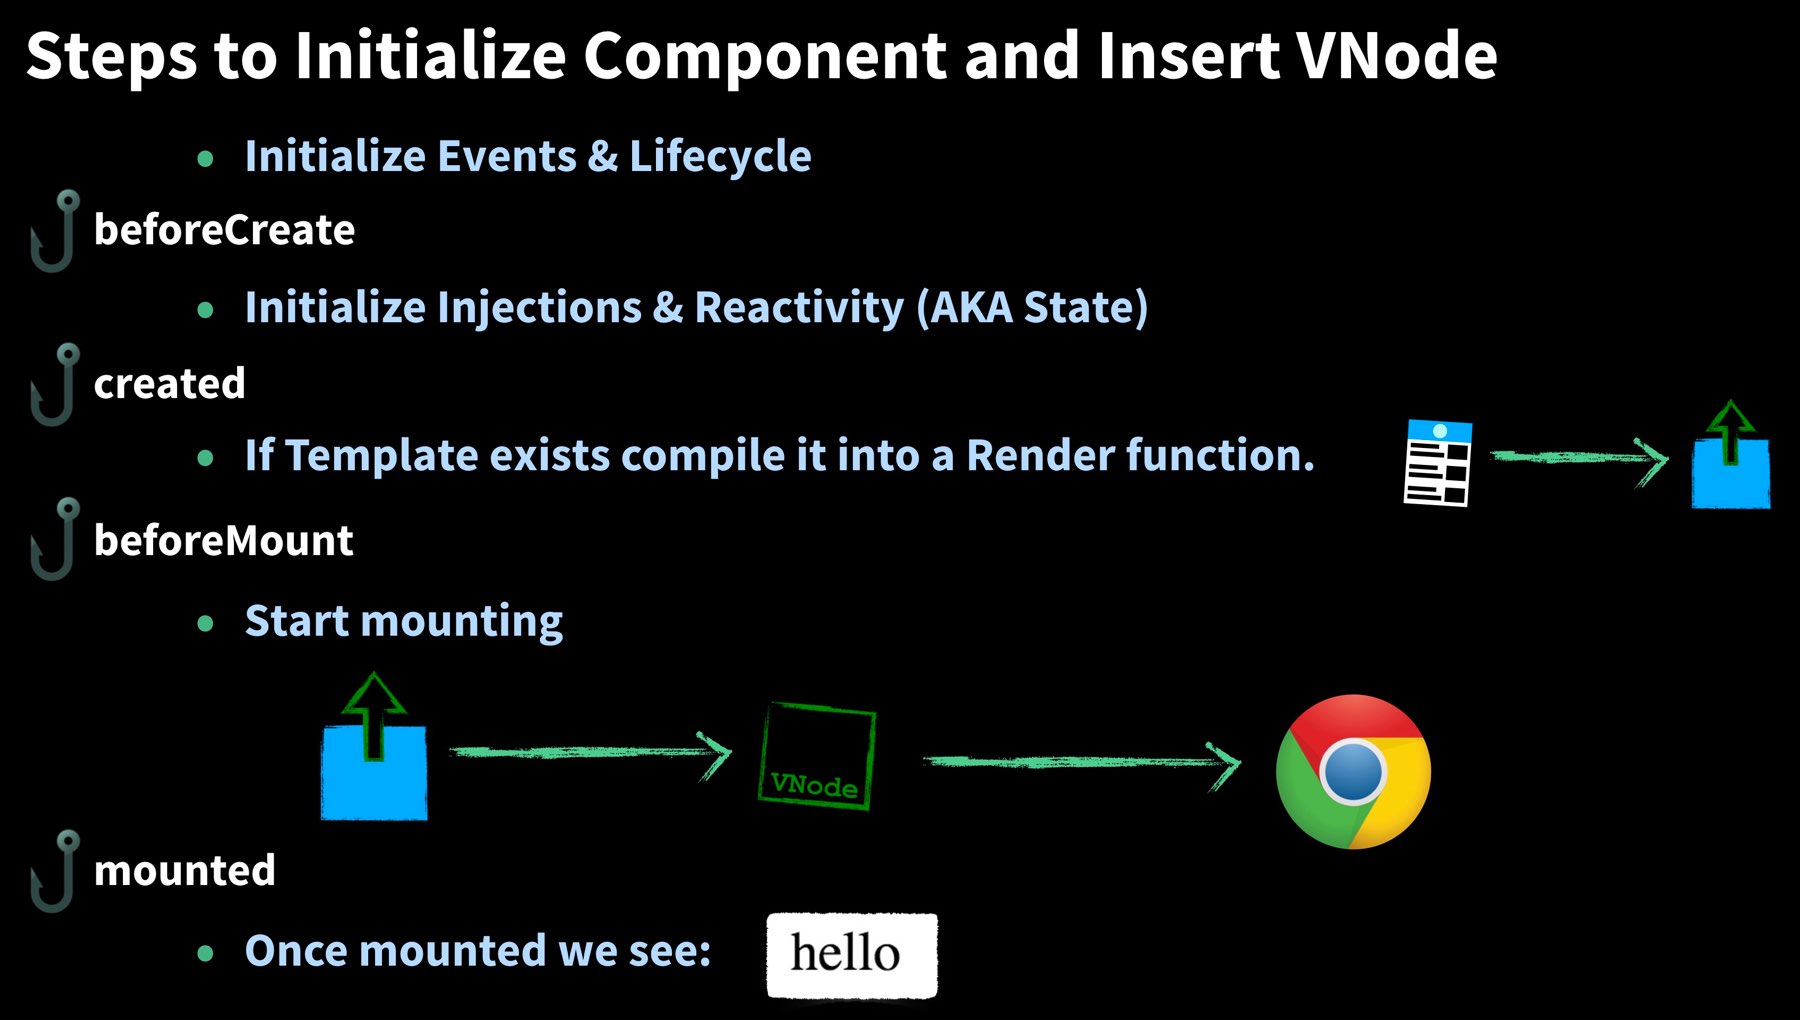 Steps to Initialize Component and Insert VNode
Initialize Events & Lifecycle
beforeCreate
Initialize Injections & Reactivity (AKA State)
created
If Template exists compile it into a Render function.
beforeMount
Start mounting
VNode
mounted
Once mounted we see:
hello